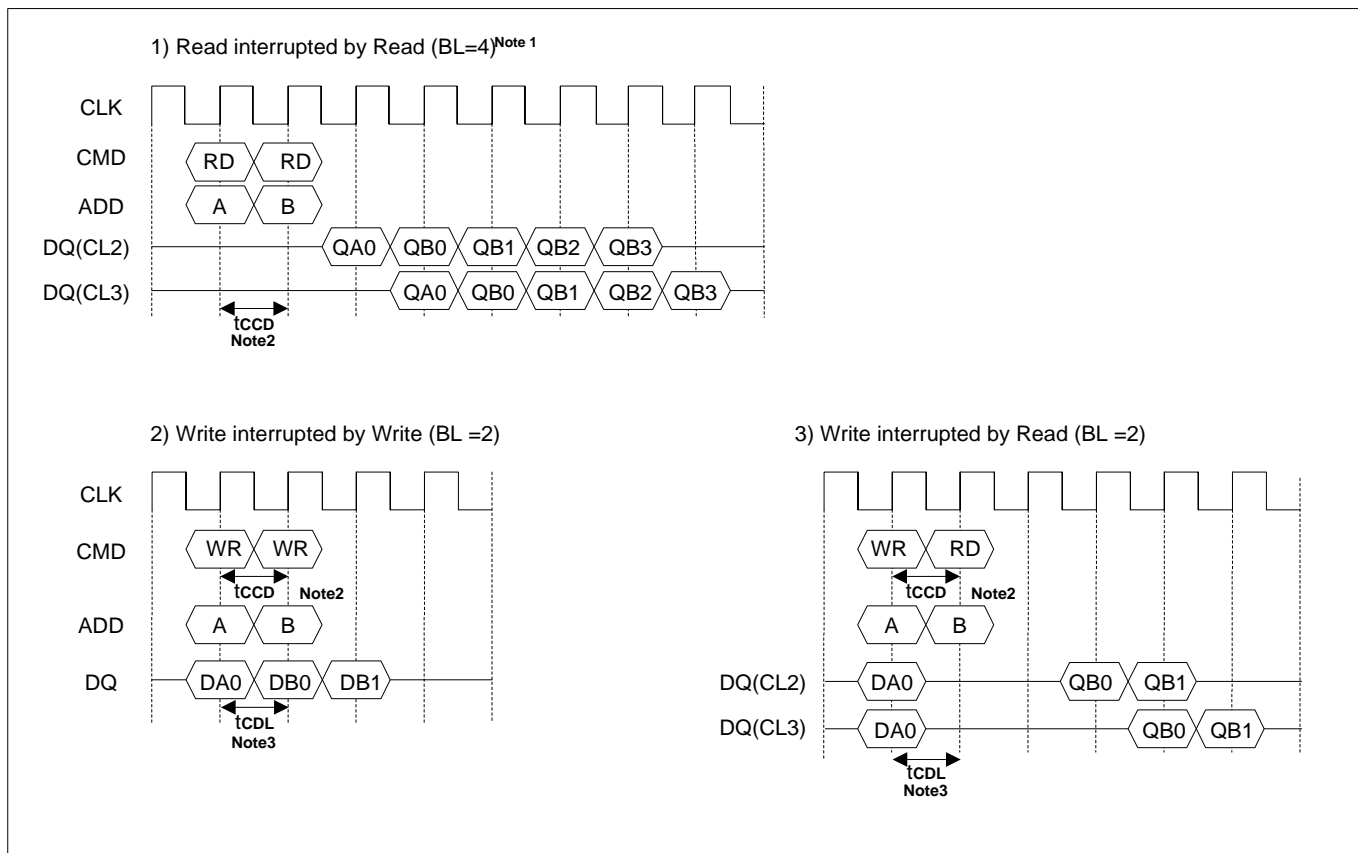 1) Read interrupted by Read (BL=4)Note 1
CLK
CMD RD RD
ADD A B
DQ(CL2) QA0 QB0 QB1 QB2 QB3
DQ(CL3) QA0 QB0 QB1 QB2 QB3
tCCD
Note2
2) Write interrupted by Write (BL =2)
CLK
CMD WR WR
tCCD Note2
ADD A B
DQ DA0 DB0 DB1
tCDL
Note3
3) Write interrupted by Read (BL =2)
WR RD
tCCD Note2
A B
DQ(CL2) DA0 QB0 QB1
DQ(CL3) DA0 QB0 QB1
tCDL
Note3